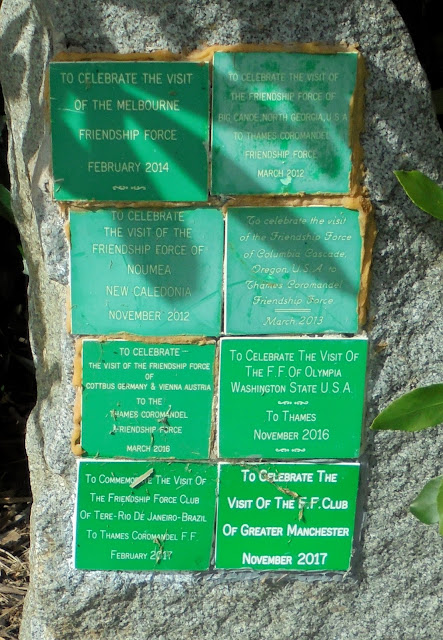 TO CELEBRATE THE VISIT
OF THE MELBOURNE
FRIENDSHIP FORCE
FEBRUARY 2014
TO CELEBRATE THE VISIT OF
THE FRIENDSHIP FORCE OF
BIG CANOE, NORTH GEORGIA, U.S.A
TO THAMES COROMANDEL
FRIENDSHIP FORCE
MARCH 2012
TO CELEBRATE
THE VISIT OF THE
FRIENDSHIP FORCE OF
NOUMEA
NEW CALEDONIA
NOVEMBER 2012
To celebrate the visit
of the Friendship Force
of Columbia Cascade,
Oregon, U.S.A. to
Thames Coromandel
Friendship Force
March 2013
TO CELEBRATE
THE VISIT OF THE FRIENDSHIP FORCE OF
COTTBUS GERMANY & VIENNA AUSTRIA
TO THE
THAMES COROMANDEL
FRIENDSHIP FORCE
MARCH 2016
TO CELEBRATE THE VISIT OF
THE F.F. OF OLYMPIA
WASHINGTON STATE U.S.A.
TO THAMES
NOVEMBER 2016
TO COMMEMORATE THE VISIT OF
THE FRIENDSHIP FORCE CLUB
OF TERE-RIO DE JANEIRO-BRAZIL
TO THAMES COROMANDEL F.F.
FEBRUARY 2017
TO CELEBRATE THE
VISIT OF THE F.F. CLUB
OF GREATER MANCHESTER
NOVEMBER 2017